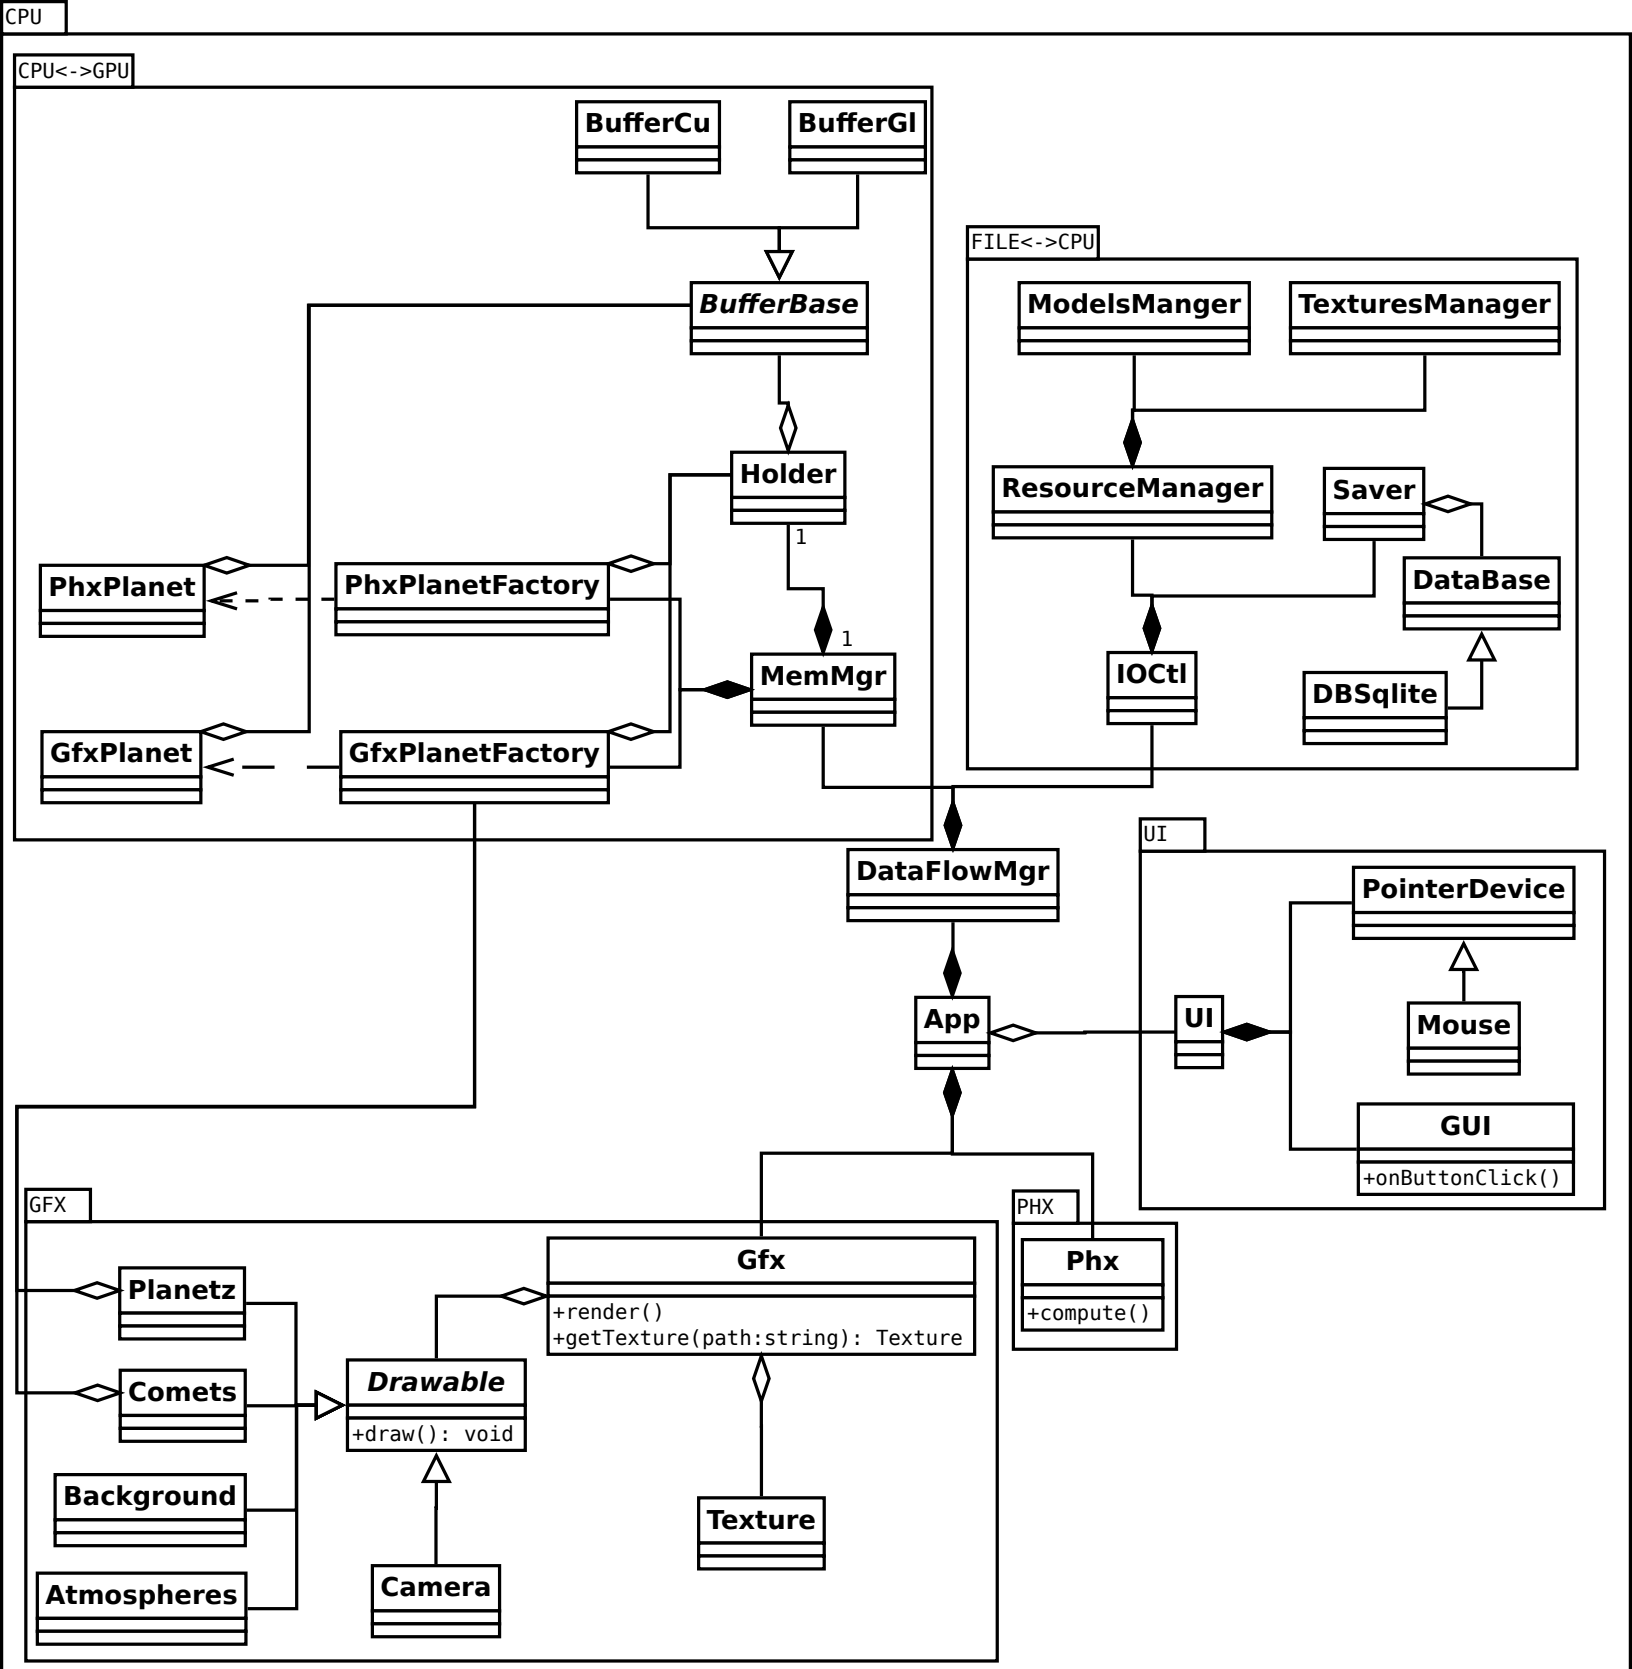 CPU
CPU<->GPU
BufferCu
BufferGl
BufferBase
Holder
1
PhxPlanet
PhxPlanetFactory
1
MemMgr
GfxPlanet
GfxPlanetFactory
FILE<->CPU
ModelsManger
TexturesManager
ResourceManager
Saver
DataBase
IOCtl
DBSqlite
DataFlowMgr
App
UI
PointerDevice
UI
Mouse
GUI
+onButtonClick()
GFX
Gfx
+render()
+getTexture(path:string): Texture
Planetz
Drawable
+draw(): void
Comets
Background
Texture
Atmospheres
Camera
PHX
Phx
+compute()